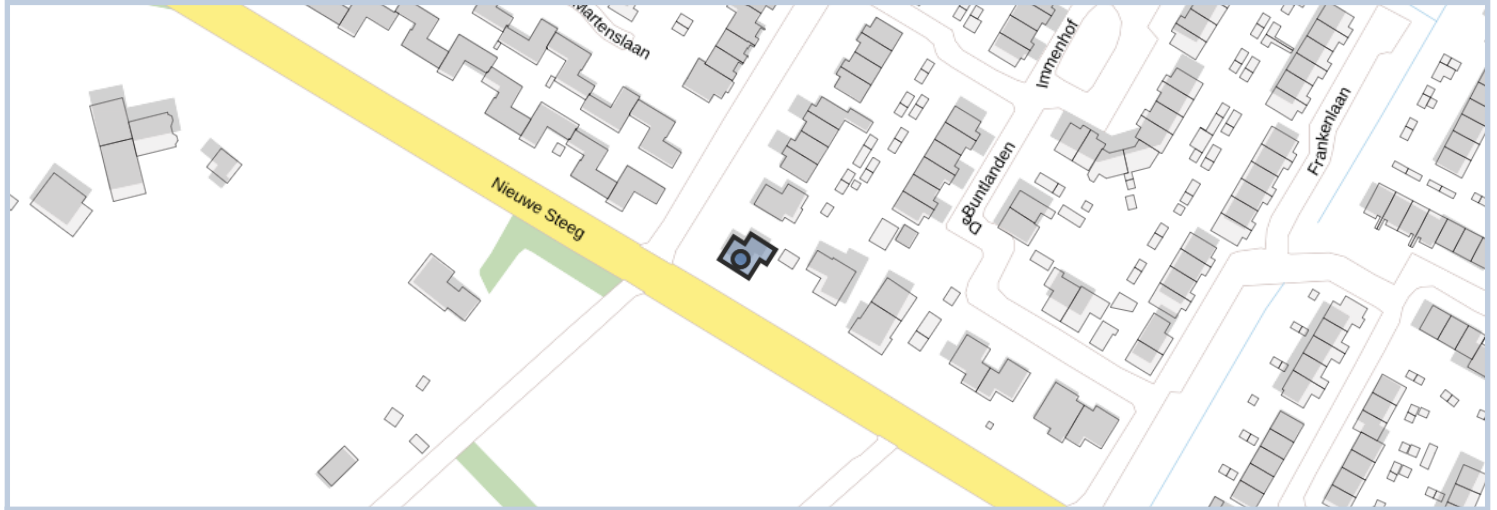 Martenslaan
Immenhof
Frankenlaan
Nieuwe Steeg
De Buntlanden